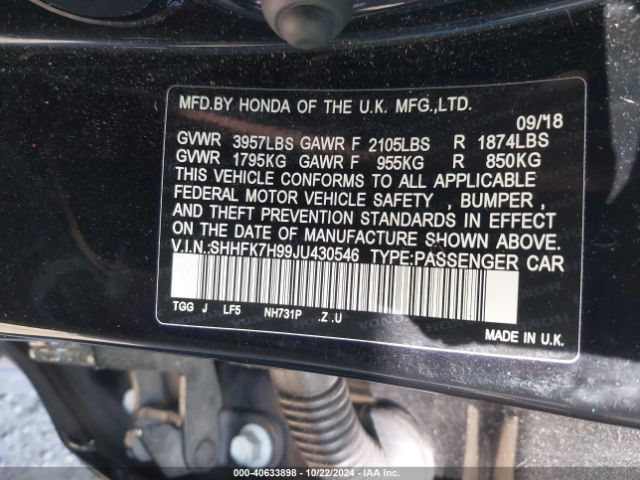 MFD.BY HONDA OF THE U.K. MFG.,LTD.
09/18
GVWR 3957LBS GAWR F 2105LBS R 1874LBS
GVWR 1795KG GAWR F 955KG R 850KG
THIS VEHICLE CONFORMS TO ALL APPLICABLE
FEDERAL MOTOR VEHICLE SAFETY , BUMPER ,
AND THEFT PREVENTION STANDARDS IN EFFECT
ON THE DATE OF MANUFACTURE SHOWN ABOVE.
V.I.N.:SHHFK7H99JU430546 TYPE:PASSENGER CAR
TGG J LF5 NH731P .Z .U
MADE IN U.K.
000-40633898 | 10/22/2024 | IAA Inc.